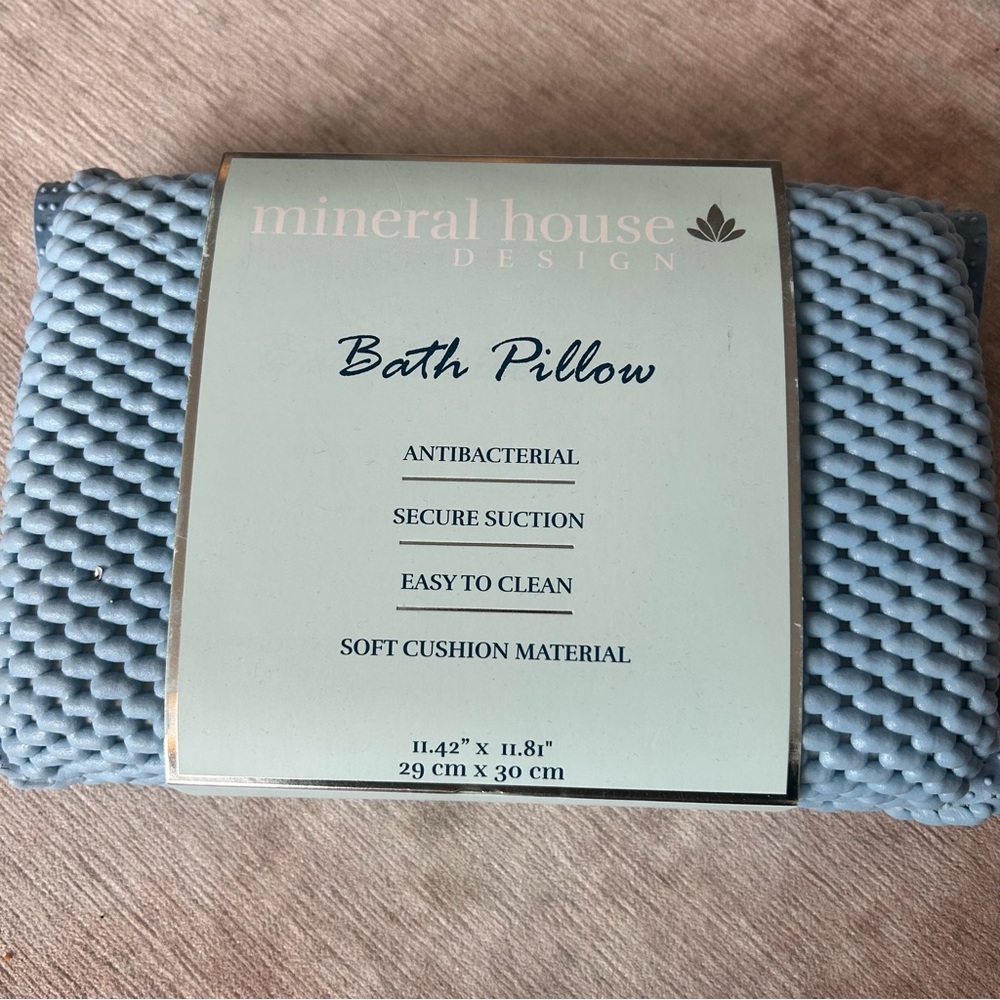 mineral house
DESIGN
Bath Pillow
ANTIBACTERIAL
SECURE SUCTION
EASY TO CLEAN
SOFT CUSHION MATERIAL
11.42” x 11.81"
29 cm x 30 cm